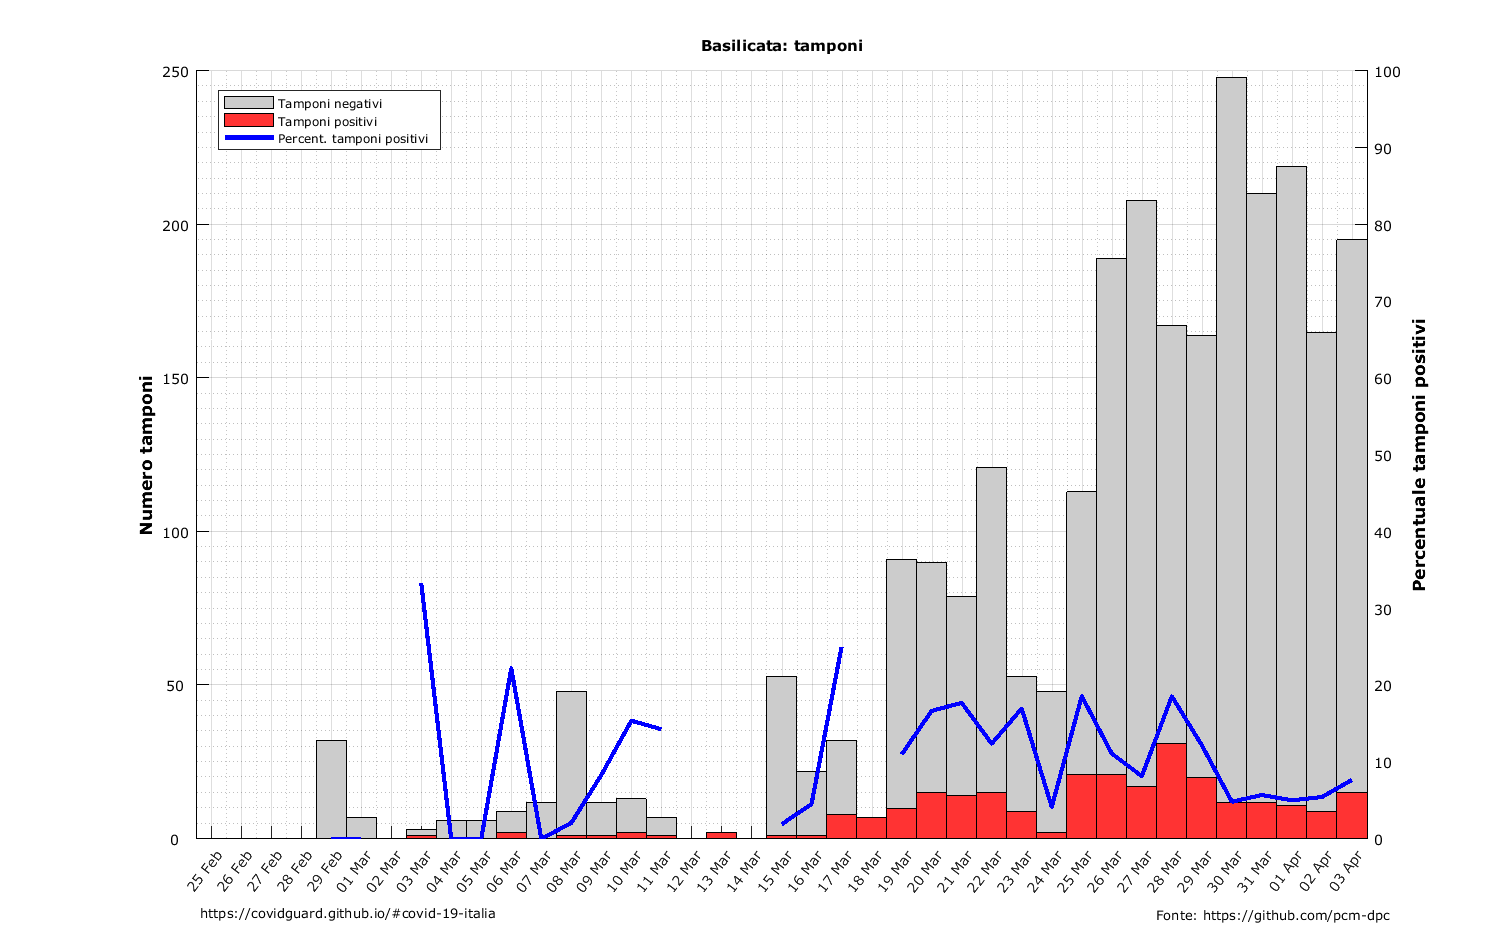 Basilicata: tamponi
Tamponi negativi
Tamponi positivi
Percent. tamponi positivi
Numero tamponi
250
200
150
100
50
0
Percentuale tamponi positivi
100
90
80
70
60
50
40
30
20
10
0
25 Feb
26 Feb
27 Feb
28 Feb
29 Feb
01 Mar
02 Mar
03 Mar
04 Mar
05 Mar
06 Mar
07 Mar
08 Mar
09 Mar
10 Mar
11 Mar
12 Mar
13 Mar
14 Mar
15 Mar
16 Mar
17 Mar
18 Mar
19 Mar
20 Mar
21 Mar
22 Mar
23 Mar
24 Mar
25 Mar
26 Mar
27 Mar
28 Mar
29 Mar
30 Mar
31 Mar
01 Apr
02 Apr
03 Apr
https://covidguard.github.io/#covid-19-italia
Fonte: https://github.com/pcm-dpc